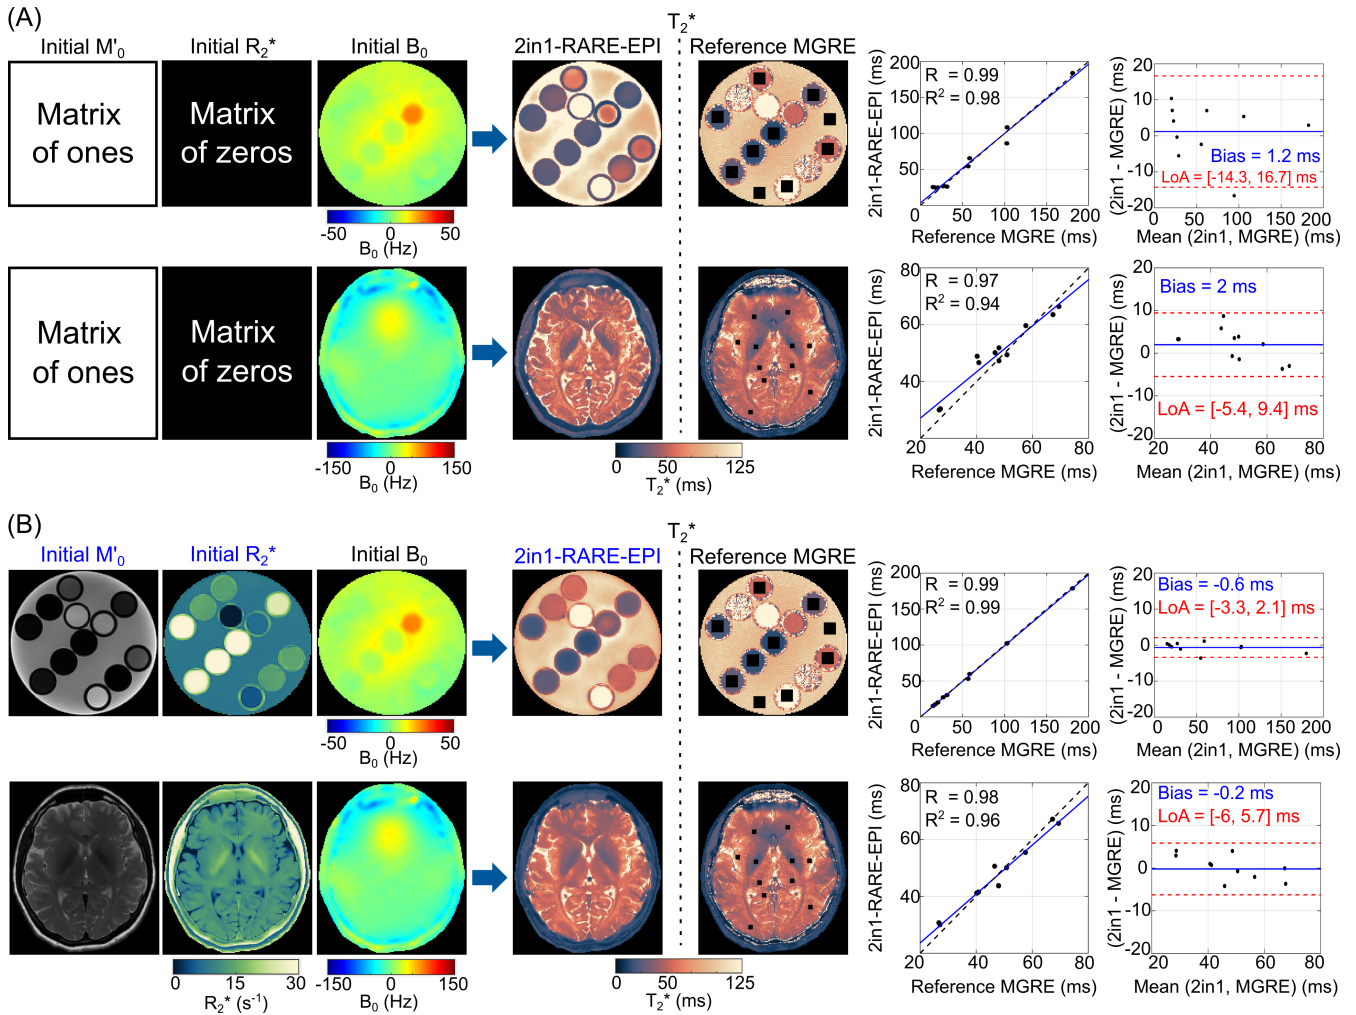 (A)
T2*
Initial M'0 Initial R2* Initial B0 2in1-RARE-EPI Reference MGRE
Matrix of ones
Matrix of zeros
-50 0 50
B0 (Hz)
2in1-RARE-EPI (ms)
200
150
100
50
R = 0.99
R² = 0.98
0 50 100 150 200
Reference MGRE (ms)
(2in1 - MGRE) (ms)
20
10
0
-10
-20
Bias = 1.2 ms
LoA = [-14.3, 16.7] ms
0 50 100 150 200
Mean (2in1, MGRE) (ms)
Matrix of ones
Matrix of zeros
-150 0 150
B0 (Hz)
0 50 125
T2* (ms)
2in1-RARE-EPI (ms)
80
60
40
R = 0.97
R² = 0.94
20 40 60 80
Reference MGRE (ms)
(2in1 - MGRE) (ms)
20
10
0
-10
-20
Bias = 2 ms
LoA = [-5.4, 9.4] ms
20 40 60 80
Mean (2in1, MGRE) (ms)
(B)
T2*
Initial M'0 Initial R2* Initial B0 2in1-RARE-EPI Reference MGRE
-50 0 50
B0 (Hz)
2in1-RARE-EPI (ms)
200
150
100
50
R = 0.99
R² = 0.99
0 50 100 150 200
Reference MGRE (ms)
(2in1 - MGRE) (ms)
20
10
0
-10
-20
Bias = -0.6 ms
LoA = [-3.3, 2.1] ms
0 50 100 150 200
Mean (2in1, MGRE) (ms)
0 15 30
R2* (s-1)
-150 0 150
B0 (Hz)
0 50 125
T2* (ms)
2in1-RARE-EPI (ms)
80
60
40
R = 0.98
R² = 0.96
20 40 60 80
Reference MGRE (ms)
(2in1 - MGRE) (ms)
20
10
0
-10
-20
Bias = -0.2 ms
LoA = [-6, 5.7] ms
20 40 60 80
Mean (2in1, MGRE) (ms)